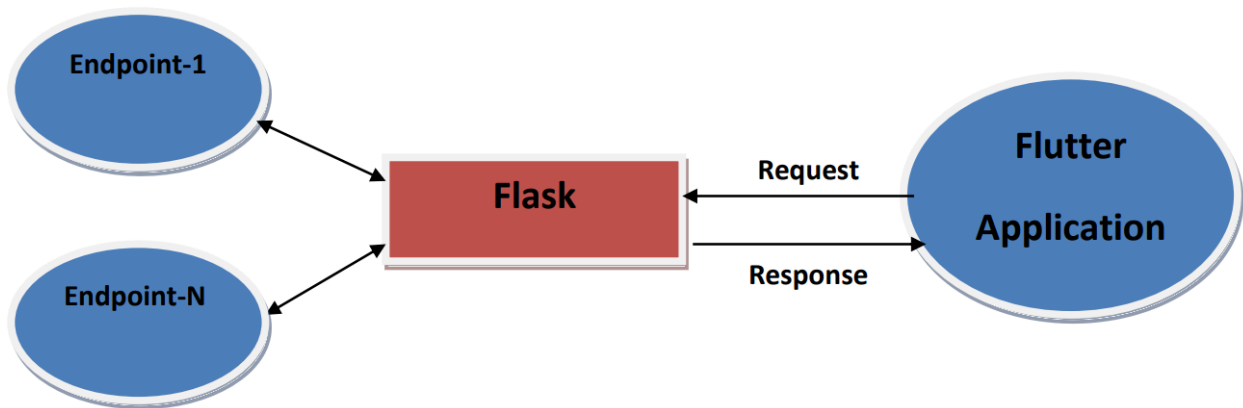 Endpoint-1
Endpoint-N
Flask
Request
Response
Flutter
Application